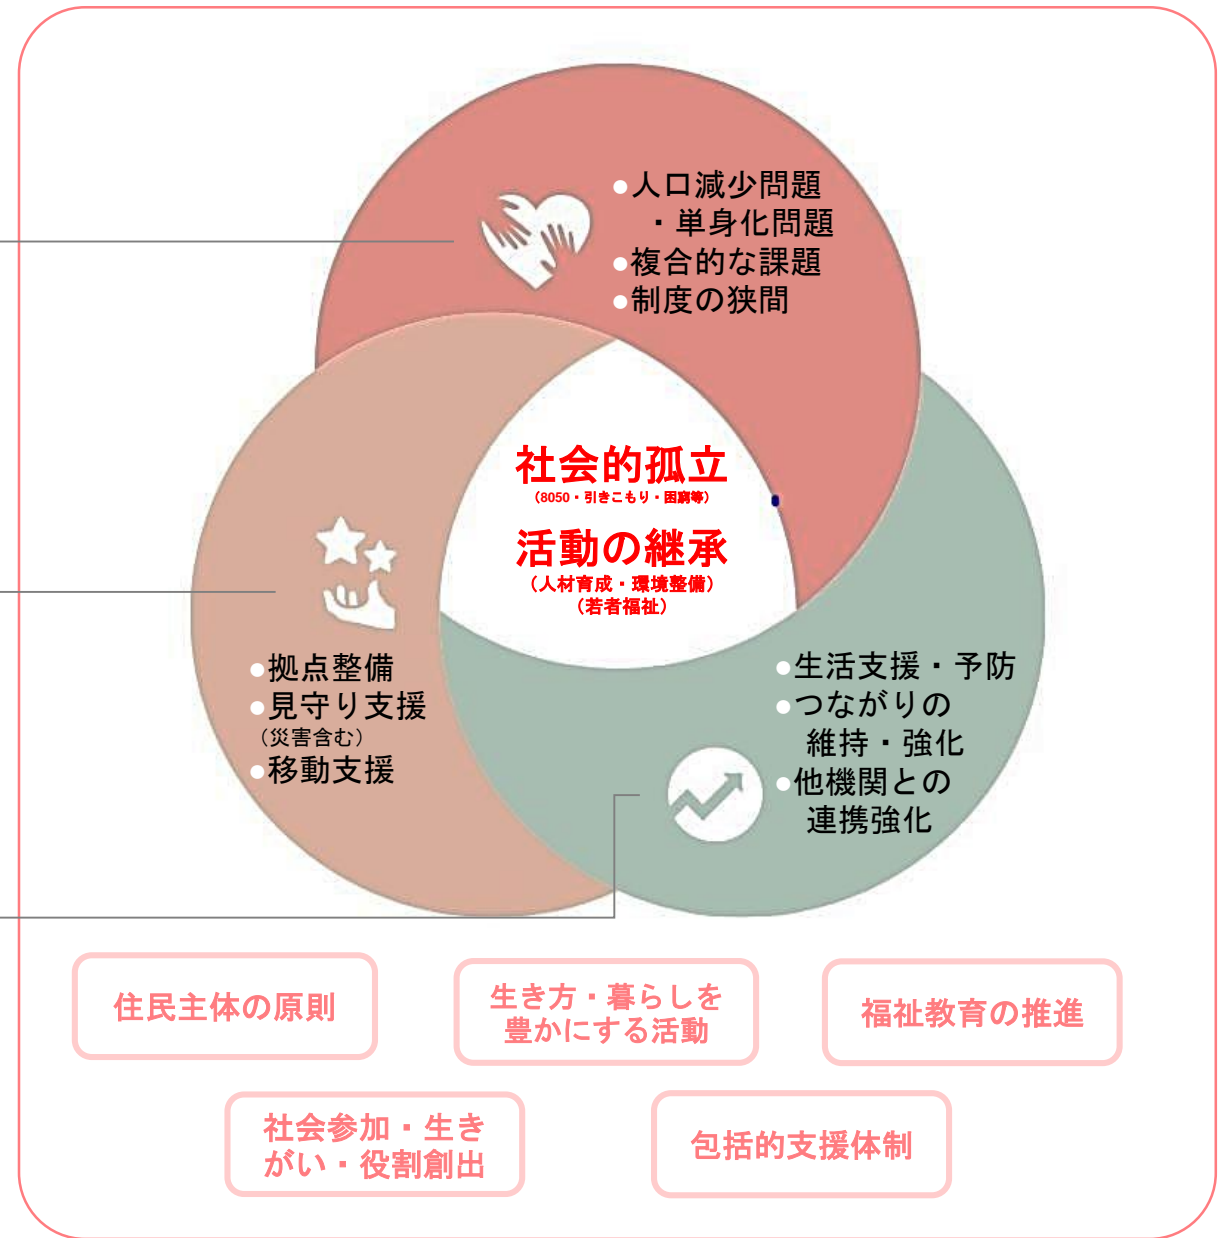 ●人口減少問題
・単身化問題
●複合的な課題
●制度の狭間
社会的孤立
（8050・引きこもり・困窮等）
活動の継承
（人材育成・環境整備）
（若者福祉）
●拠点整備
●見守り支援
（災害含む）
●移動支援
●生活支援・予防
●つながりの
維持・強化
●他機関との
連携強化
住民主体の原則
生き方・暮らしを
豊かにする活動
福祉教育の推進
社会参加・生き
がい・役割創出
包括的支援体制